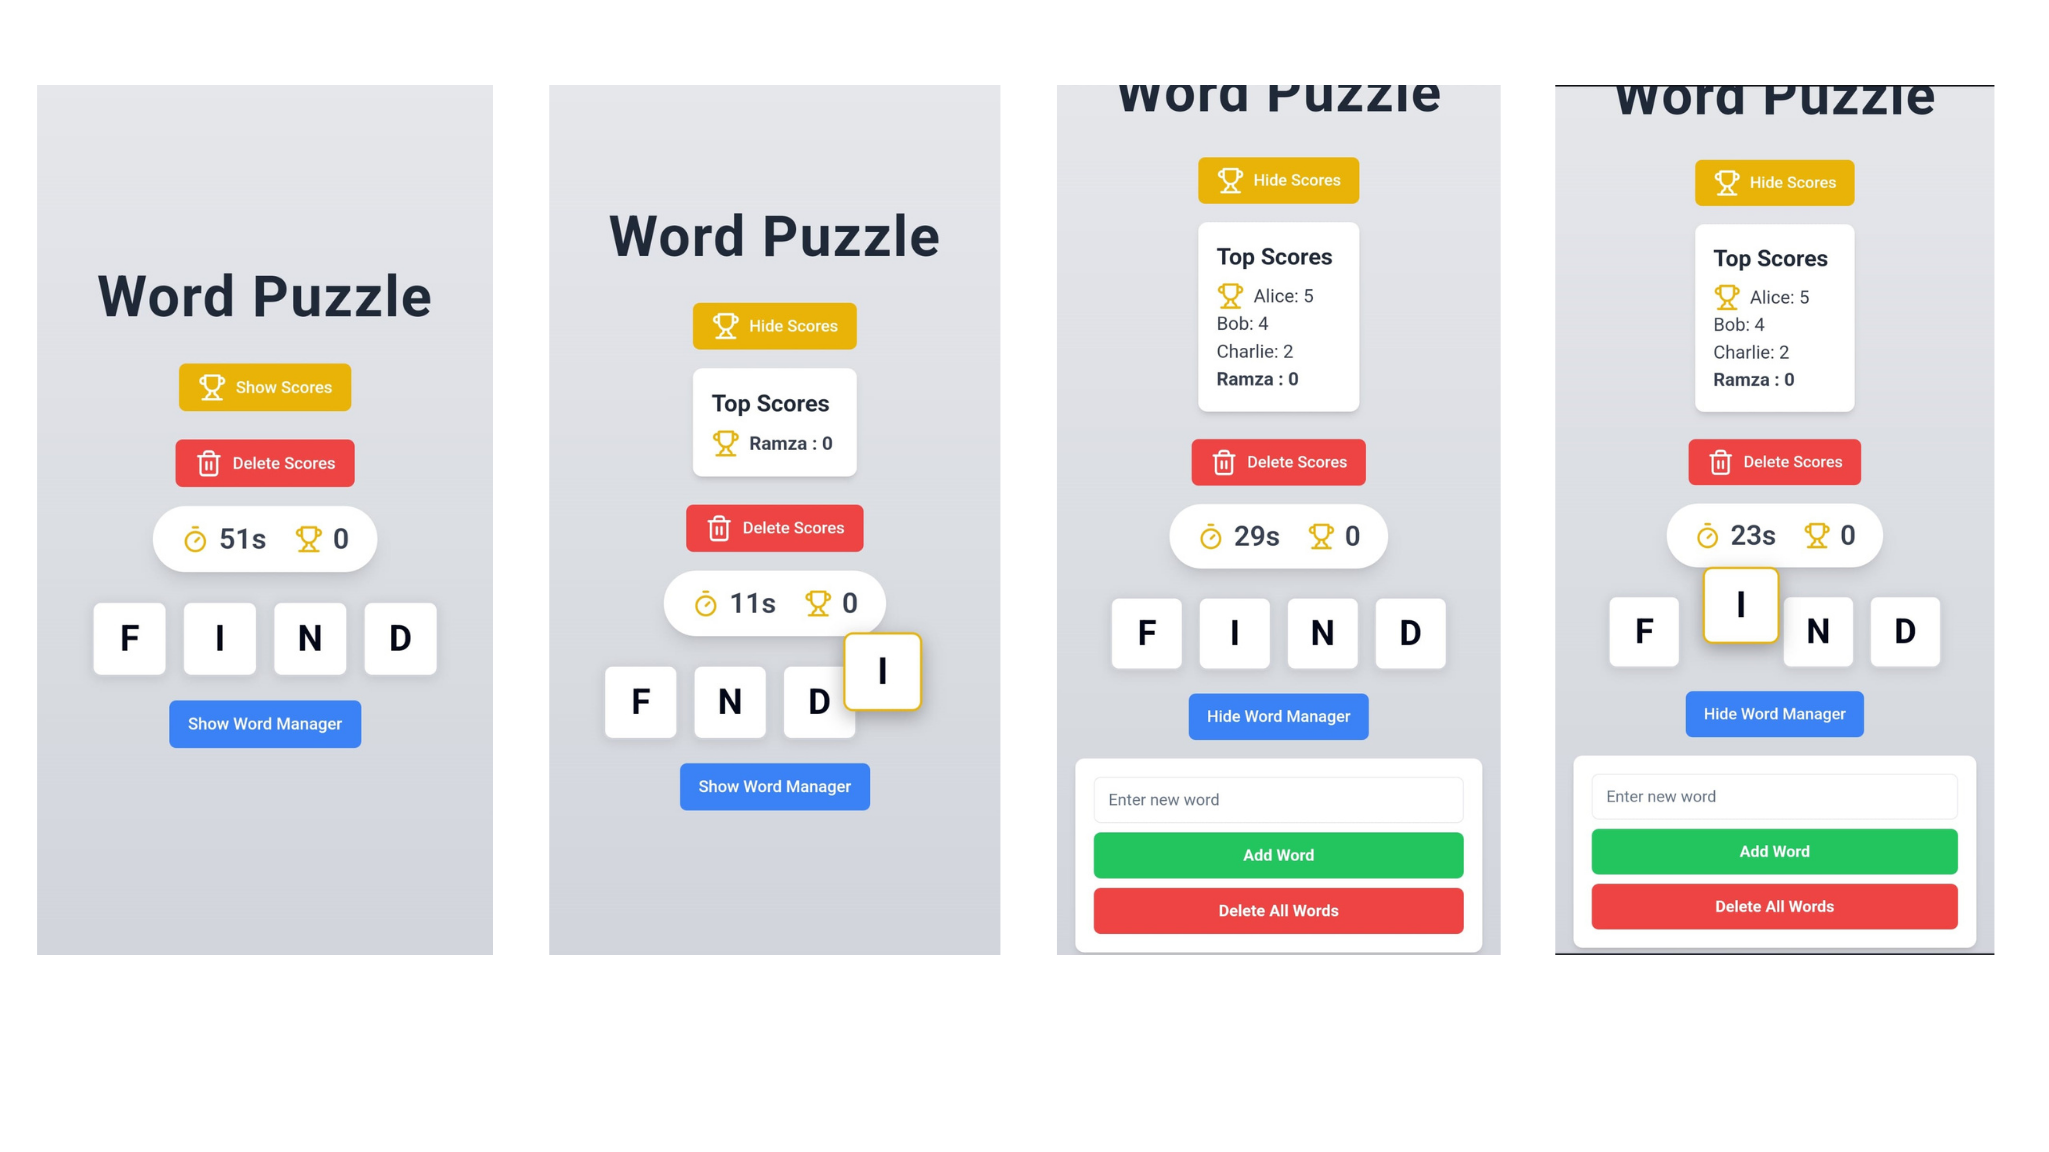 Word Puzzle
Show Scores
Delete Scores
51s 0
F I N D
Show Word Manager
Word Puzzle
Hide Scores
Top Scores
Ramza : 0
Delete Scores
11s 0
F N D I
Show Word Manager
Word Puzzle
Hide Scores
Top Scores
Alice: 5
Bob: 4
Charlie: 2
Ramza : 0
Delete Scores
29s 0
F I N D
Hide Word Manager
Enter new word
Add Word
Delete All Words
Word Puzzle
Hide Scores
Top Scores
Alice: 5
Bob: 4
Charlie: 2
Ramza : 0
Delete Scores
23s 0
F I N D
Hide Word Manager
Enter new word
Add Word
Delete All Words